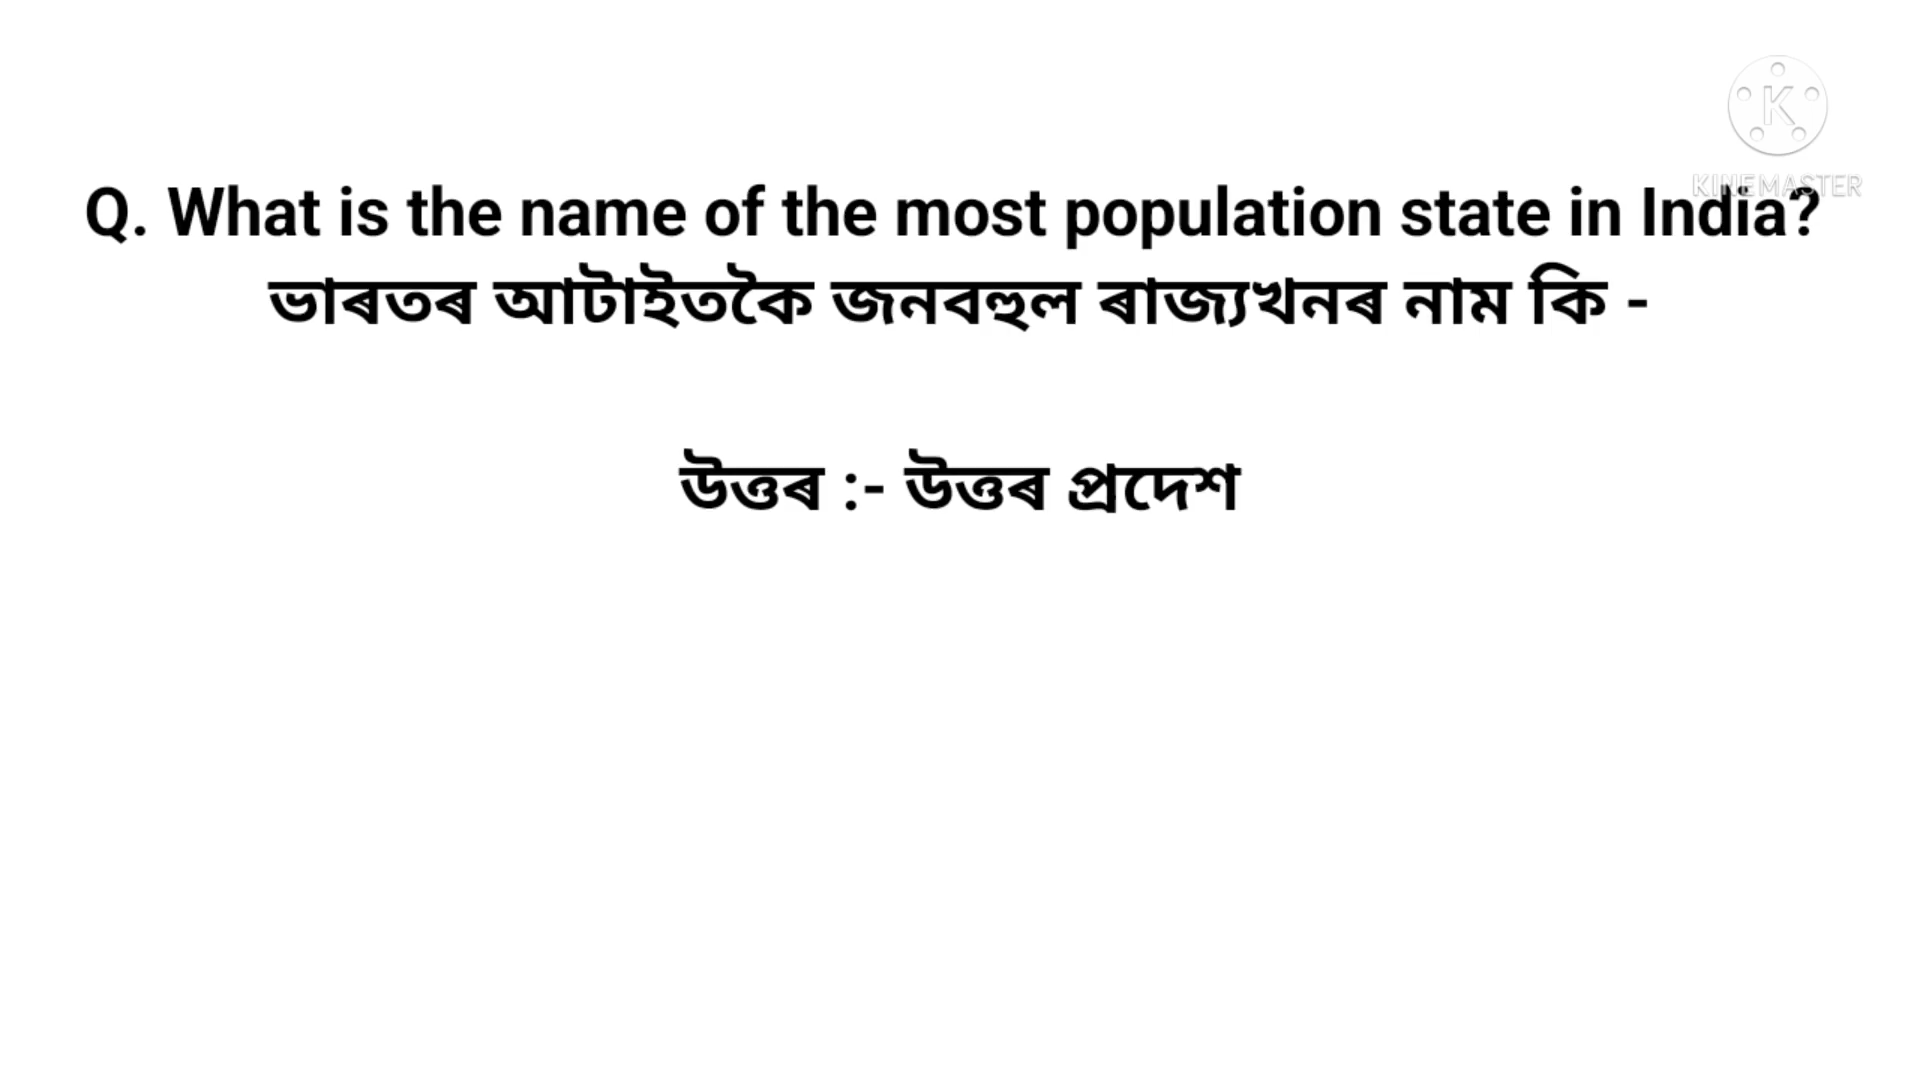 KINEMASTER
Q. What is the name of the most population state in India?
ভাৰতৰ আটাইতকৈ জনবহুল ৰাজ্যখনৰ নাম কি -
উত্তৰ :- উত্তৰ প্ৰদেশ